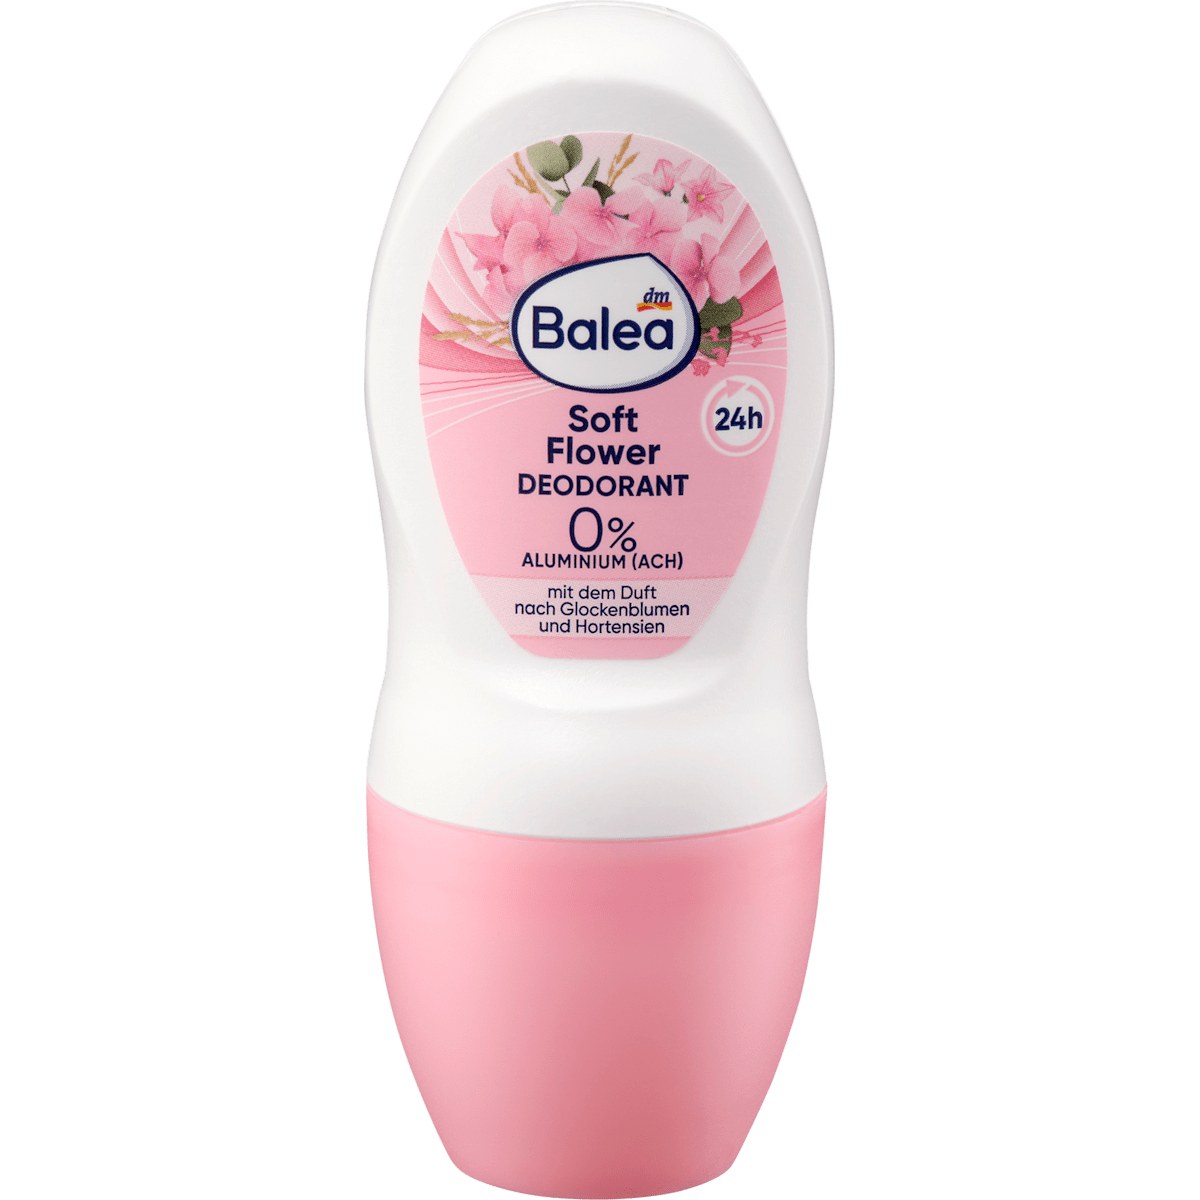 dm
Balea
24h
Soft
Flower
DEODORANT
0%
ALUMINIUM (ACH)
mit dem Duft
nach Glockenblumen
und Hortensien